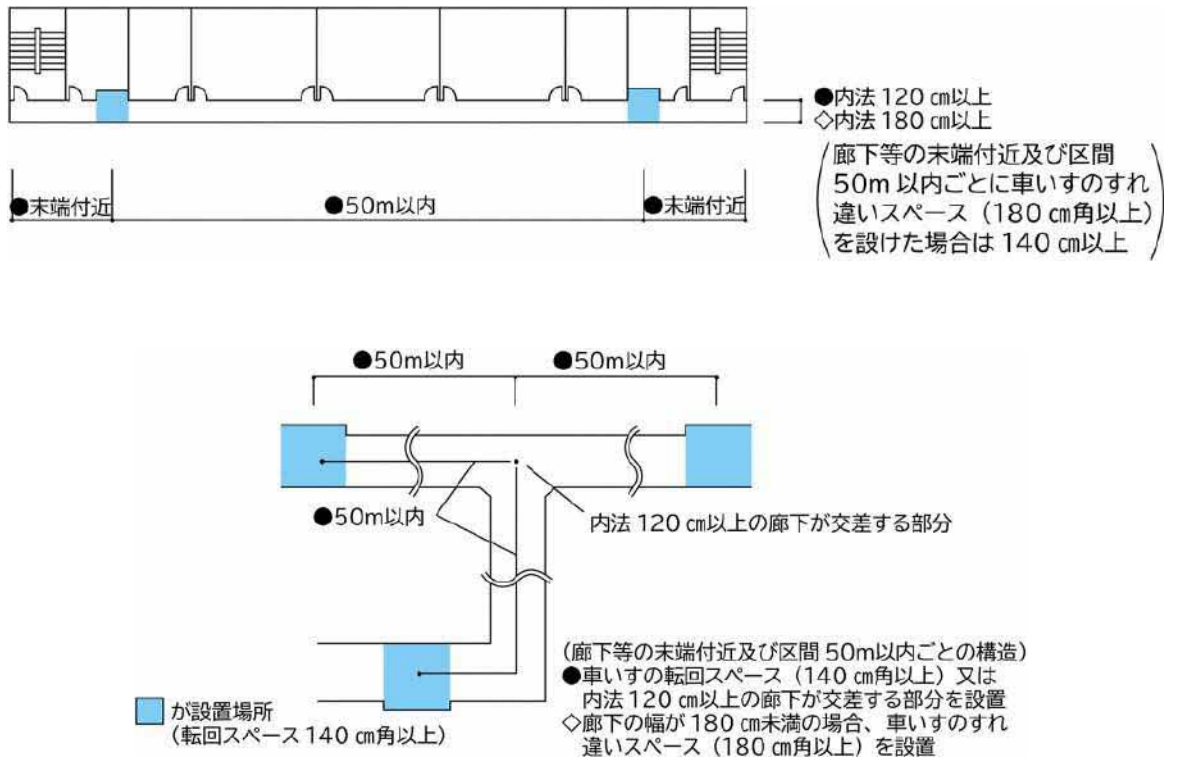 ●内法 120 ㎝以上
◇内法 180 ㎝以上
(廊下等の末端付近及び区間
50m 以内ごとに車いすのすれ
違いスペース（180 ㎝角以上）
を設けた場合は 140 ㎝以上)
●末端付近
●50m以内
●末端付近
●50m以内
●50m以内
●50m以内
内法 120 ㎝以上の廊下が交差する部分
(廊下等の末端付近及び区間 50m以内ごとの構造)
●車いすの転回スペース（140 ㎝角以上）又は
内法 120 ㎝以上の廊下が交差する部分を設置
◇廊下の幅が 180 ㎝未満の場合、車いすのすれ
違いスペース（180 ㎝角以上）を設置
が設置場所
(転回スペース 140 ㎝角以上)